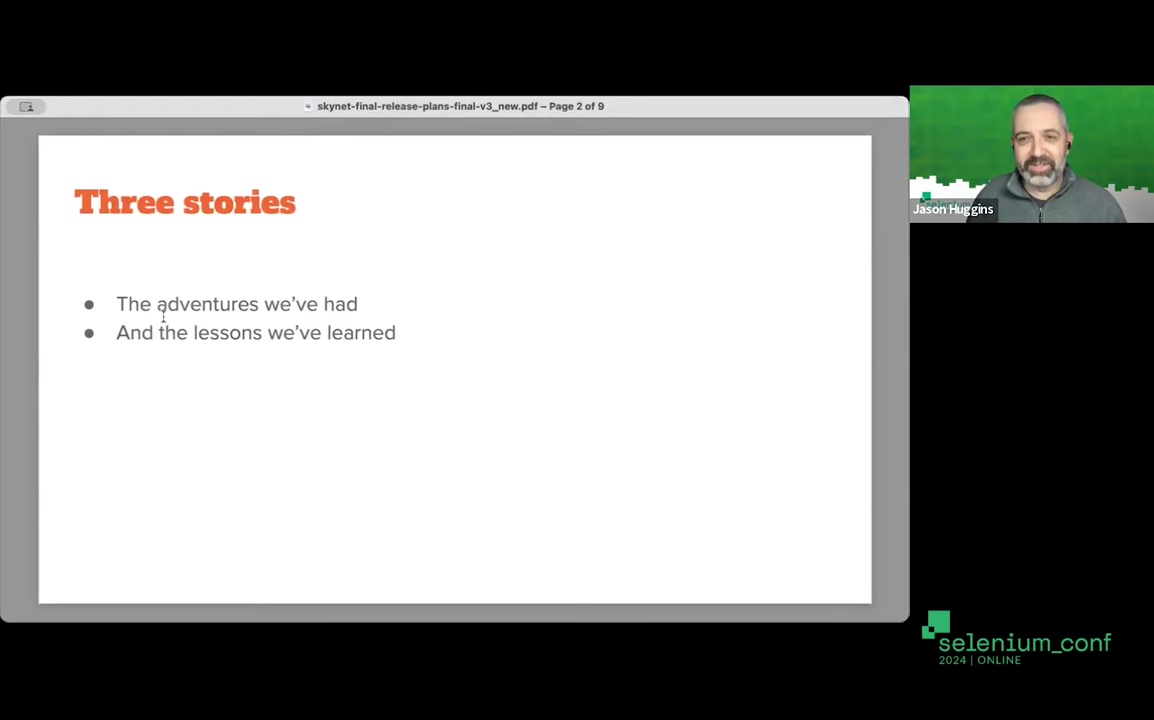 skynet-final-release-plans-final-v3_new.pdf – Page 2 of 9
Three stories
● The adventures we've had
● And the lessons we've learned
Jason Huggins
selenium_conf
2024 | ONLINE